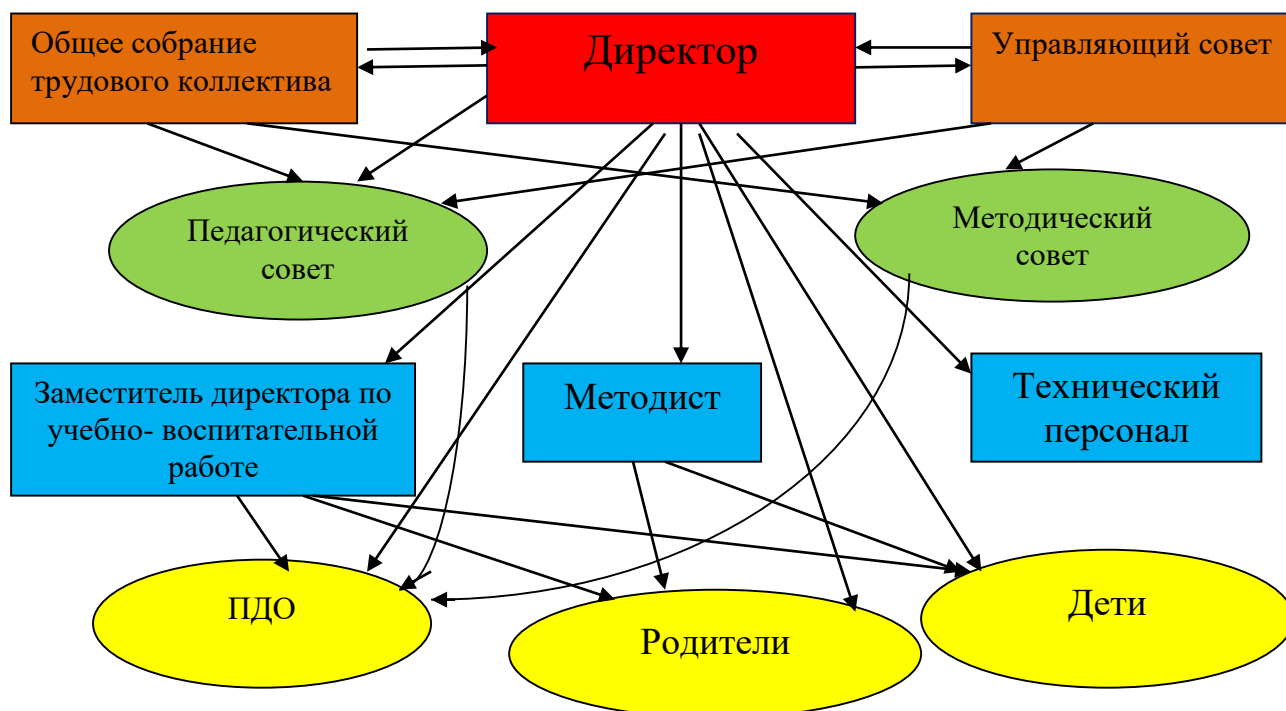 Общее собрание
трудового коллектива
Директор
Управляющий совет
Педагогический
совет
Методический
совет
Заместитель директора по
учебно- воспитательной
работе
Методист
Технический
персонал
ПДО
Родители
Дети